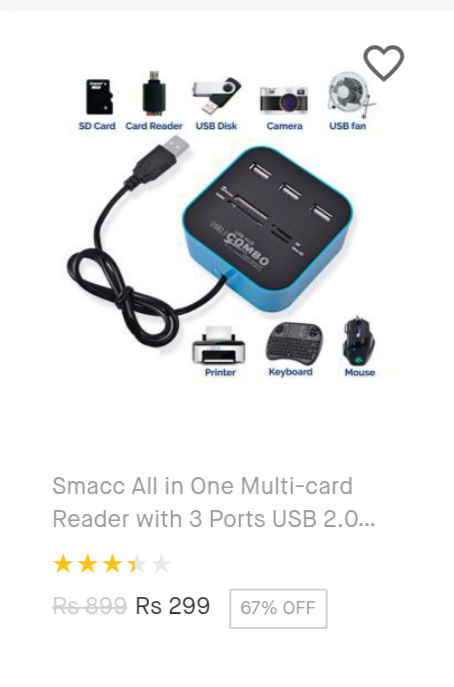 SD Card Card Reader USB Disk Camera USB fan
COMBO
Printer Keyboard Mouse
Smacc All in One Multi-card
Reader with 3 Ports USB 2.0...
Rs 899 Rs 299 67% OFF